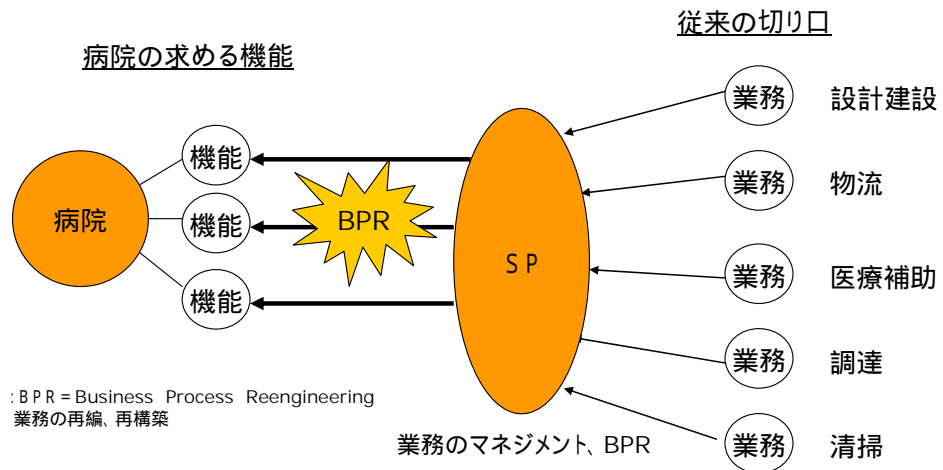 従来の切り口
病院の求める機能
業務 設計建設
機能
業務 物流
病院
機能
BPR
SP
業務 医療補助
機能
業務 調達
:BPR=Business Process Reengineering
業務の再編、再構築
業務のマネジメント、BPR
業務 清掃